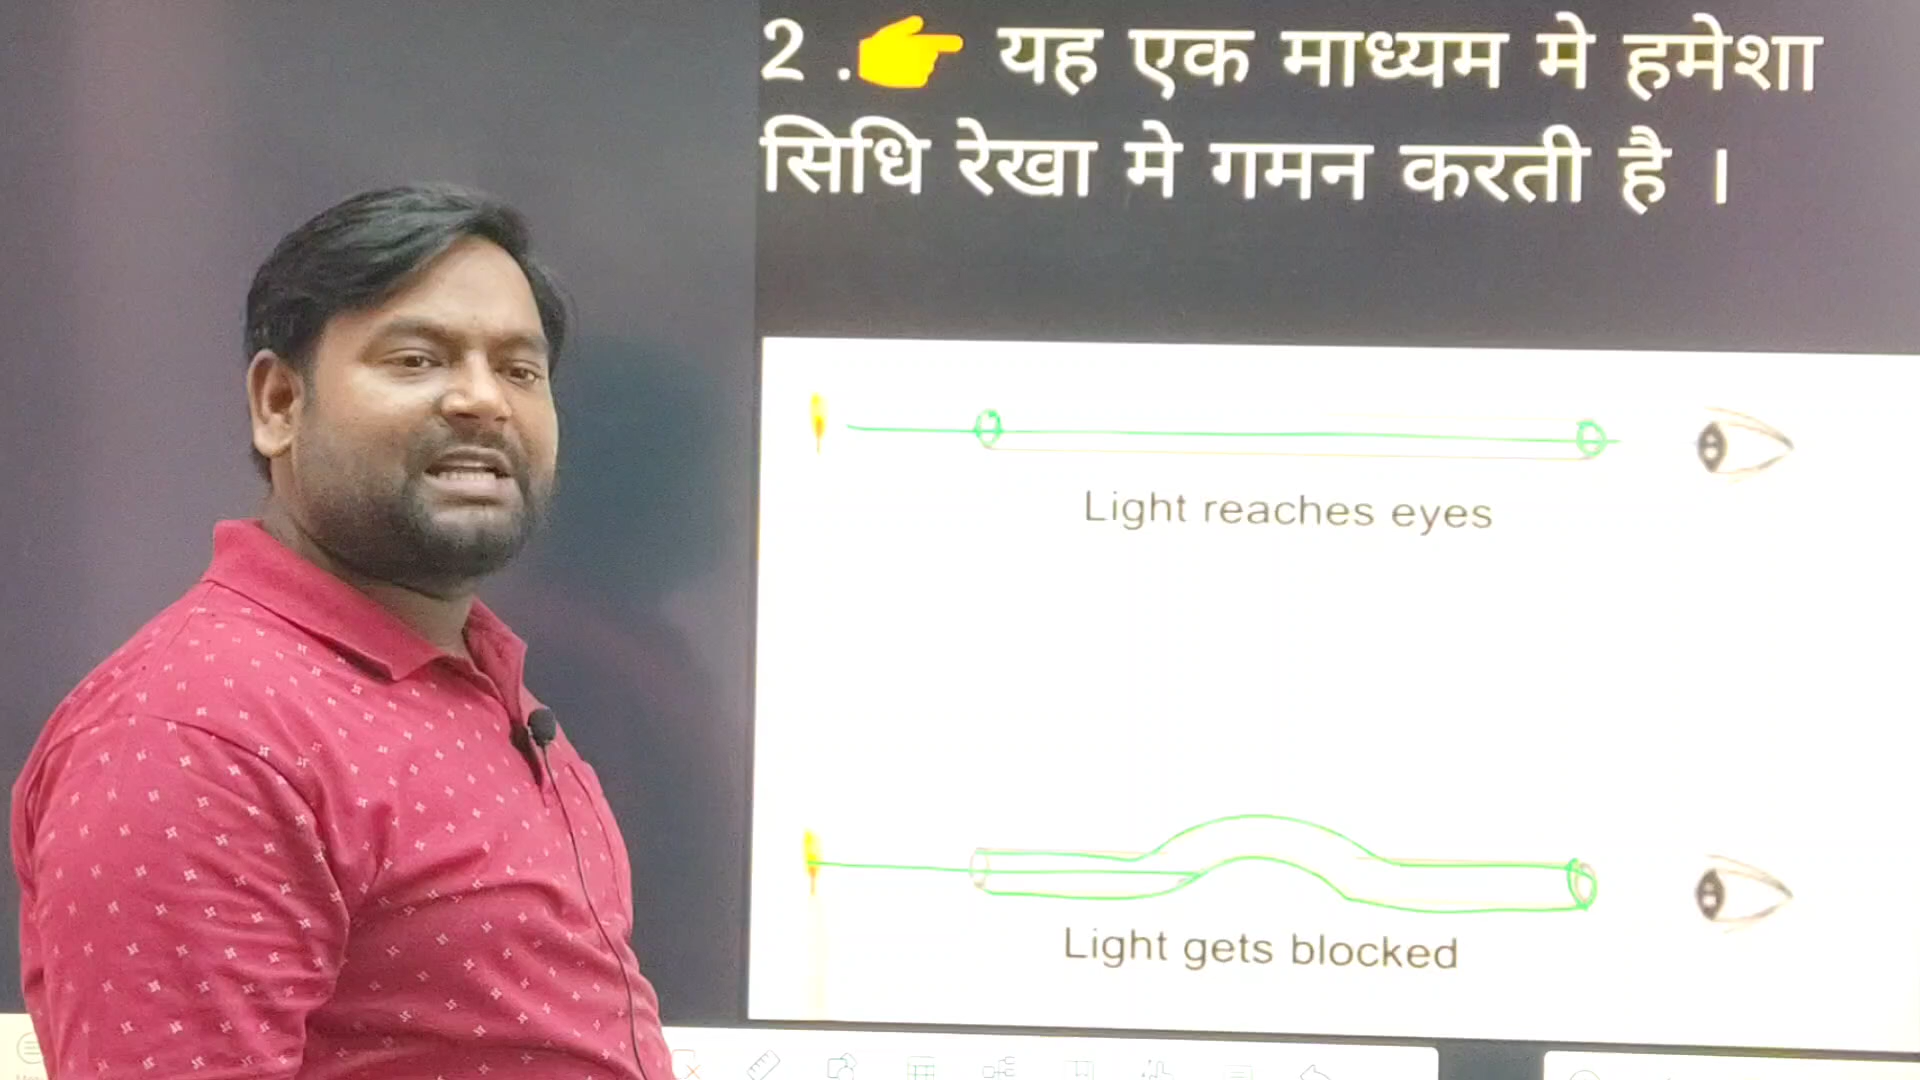 2 .👉 यह एक माध्यम मे हमेशा
सिधि रेखा मे गमन करती है ।
Light reaches eyes
Light gets blocked